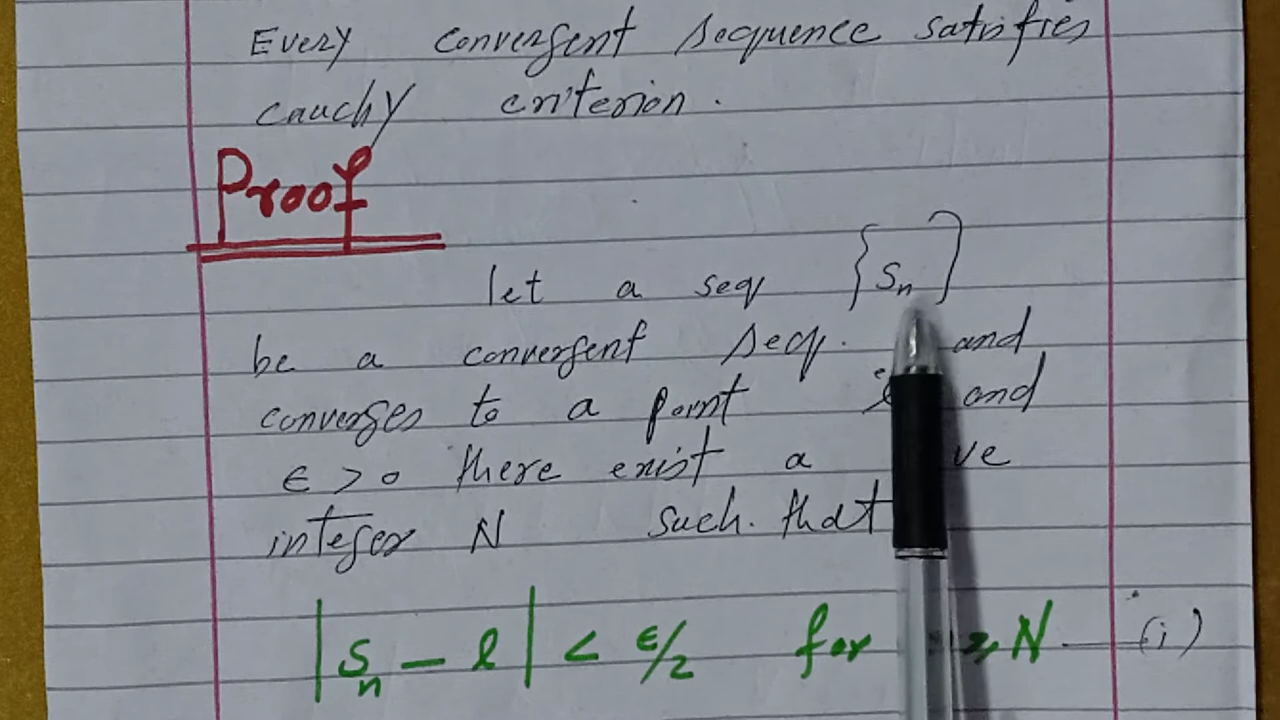 Every convergent sequence satisfies
cauchy criterion.
Proof
let a seq {Sn}
be a convergent seq. and
converges to a point l and
ϵ > 0 there exist a ve
integer N such that
|Sn - l| < ϵ/2 for ≥ N - (i)